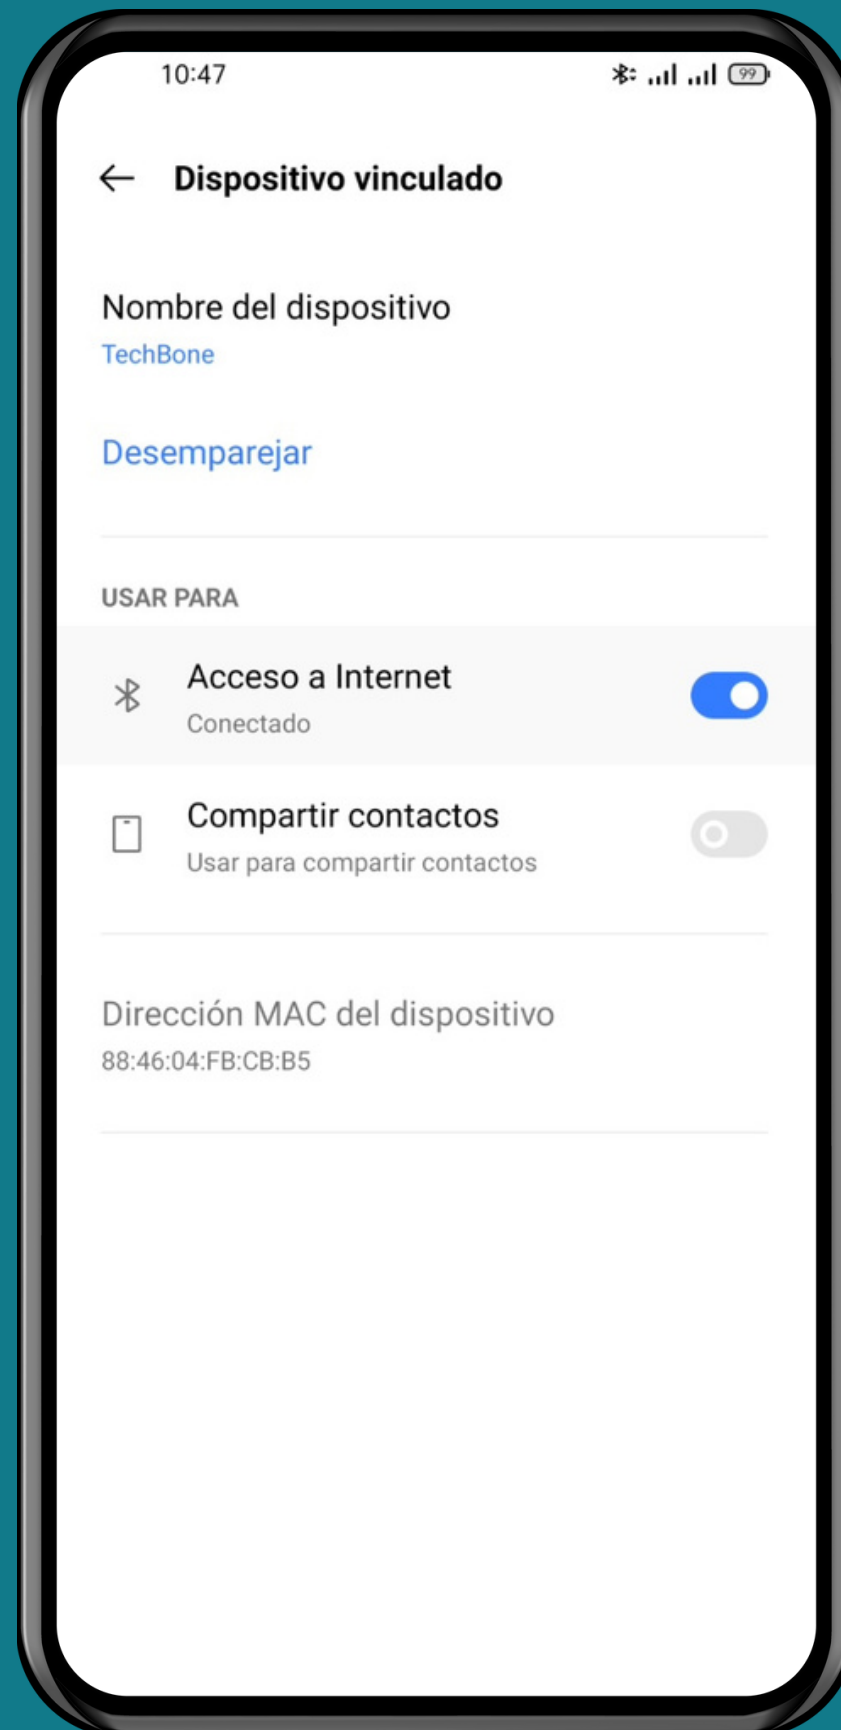 10:47
99
Dispositivo vinculado
Nombre del dispositivo
TechBone
Desemparejar
USAR PARA
Acceso a Internet
Conectado
Compartir contactos
Usar para compartir contactos
Dirección MAC del dispositivo
88:46:04:FB:CB:B5